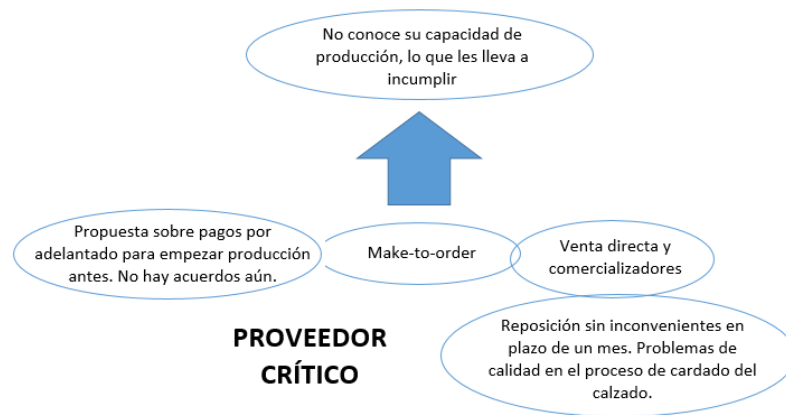 No conoce su capacidad de
producción, lo que les lleva a
incumplir
Propuesta sobre pagos por
adelantado para empezar producción
antes. No hay acuerdos aún.
Make-to-order
Venta directa y
comercializadores
PROVEEDOR
CRÍTICO
Reposición sin inconvenientes en
plazo de un mes. Problemas de
calidad en el proceso de cardado del
calzado.